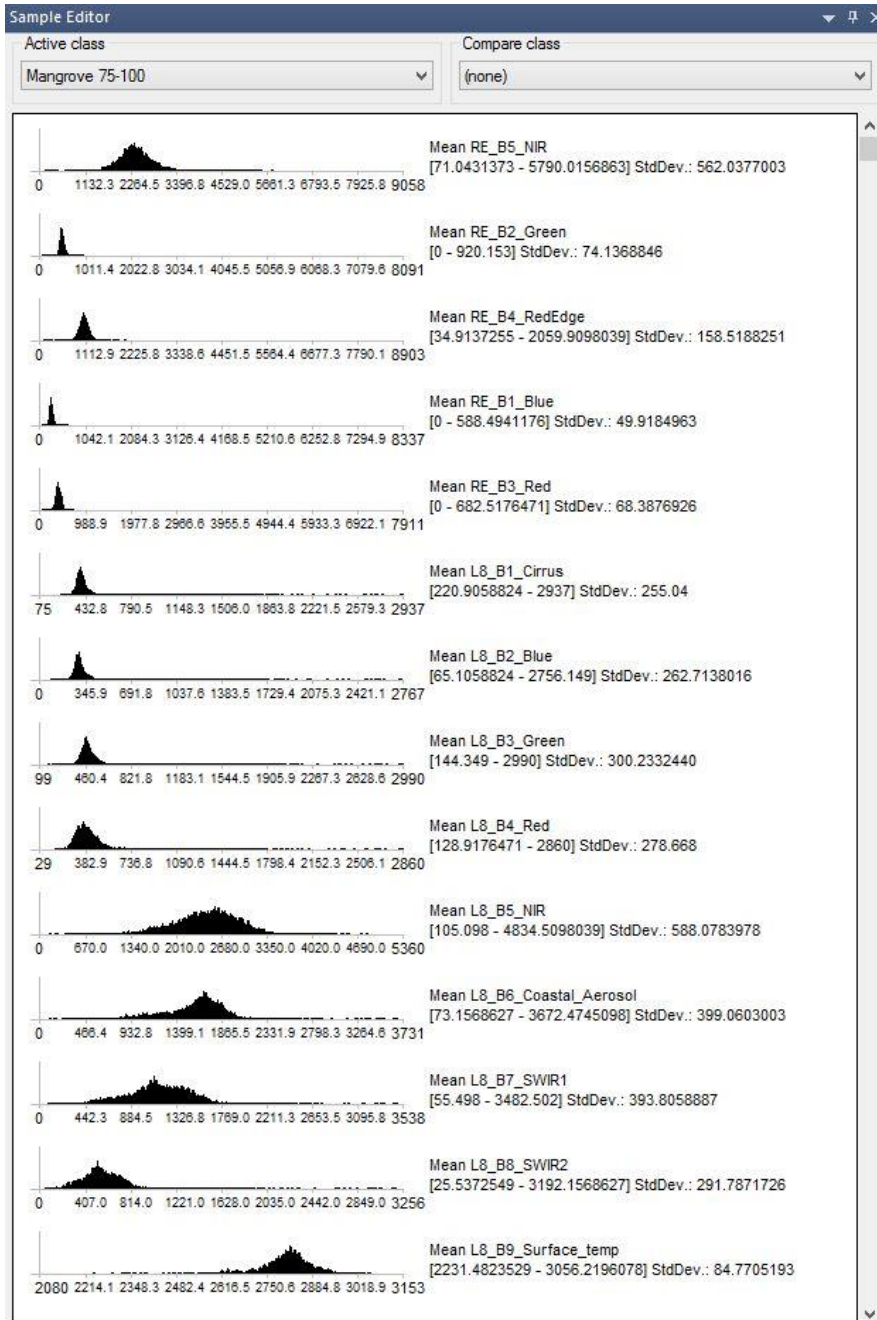 Sample Editor
Active class
Compare class
Mangrove 75-100
(none)
Mean RE_B5_NIR
[71.0431373 - 5790.0156863] StdDev.: 562.0377003
0 1132.3 2264.5 3396.8 4529.0 5661.3 6793.5 7925.8 9058
Mean RE_B2_Green
[0 - 920.153] StdDev.: 74.1368846
0 1011.4 2022.8 3034.1 4045.5 5056.9 6068.3 7079.6 8091
Mean RE_B4_RedEdge
[34.9137255 - 2059.9098039] StdDev.: 158.5188251
0 1112.9 2225.8 3338.6 4451.5 5564.4 6677.3 7790.1 8903
Mean RE_B1_Blue
[0 - 588.4941176] StdDev.: 49.9184963
0 1042.1 2084.3 3126.4 4168.5 5210.6 6252.8 7294.9 8337
Mean RE_B3_Red
[0 - 682.5176471] StdDev.: 68.3876926
0 988.9 1977.8 2966.6 3955.5 4944.4 5933.3 6922.1 7911
Mean L8_B1_Cirrus
[220.9058824 - 2937] StdDev.: 255.04
75 432.8 790.5 1148.3 1506.0 1863.8 2221.5 2579.3 2937
Mean L8_B2_Blue
[65.1058824 - 2756.149] StdDev.: 262.7138016
0 345.9 691.8 1037.6 1383.5 1729.4 2075.3 2421.1 2767
Mean L8_B3_Green
[144.349 - 2990] StdDev.: 300.2332440
99 460.4 821.8 1183.1 1544.5 1905.9 2267.3 2628.6 2990
Mean L8_B4_Red
[128.9176471 - 2860] StdDev.: 278.668
29 382.9 736.8 1090.6 1444.5 1798.4 2152.3 2506.1 2860
Mean L8_B5_NIR
[105.098 - 4834.5098039] StdDev.: 588.0783978
0 670.0 1340.0 2010.0 2680.0 3350.0 4020.0 4690.0 5360
Mean L8_B6_Coastal_Aerosol
[73.1568627 - 3672.4745098] StdDev.: 399.0603003
0 466.4 932.8 1399.1 1865.5 2331.9 2798.3 3264.6 3731
Mean L8_B7_SWIR1
[55.498 - 3482.502] StdDev.: 393.8058887
0 442.3 884.5 1326.8 1769.0 2211.3 2653.5 3095.8 3538
Mean L8_B8_SWIR2
[25.5372549 - 3192.1568627] StdDev.: 291.7871726
0 407.0 814.0 1221.0 1628.0 2035.0 2442.0 2849.0 3256
Mean L8_B9_Surface_temp
[2231.4823529 - 3056.2196078] StdDev.: 84.7705193
2080 2214.1 2348.3 2482.4 2616.5 2750.6 2884.8 3018.9 3153